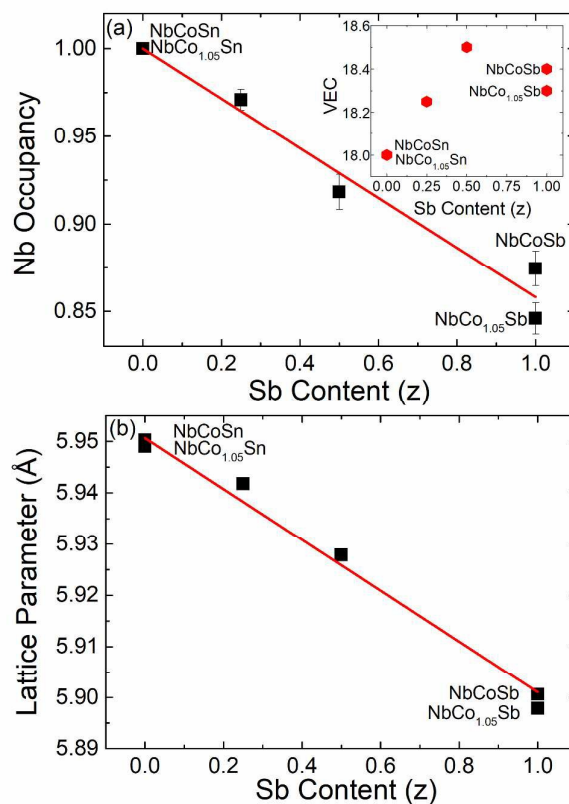 (a)
NbCoSn
NbCo1.05Sn
1.00
0.95
0.90
0.85
Nb Occupancy
0.0 0.2 0.4 0.6 0.8 1.0
Sb Content (z)
NbCoSb
NbCo1.05Sb
18.6
18.4
18.2
18.0
VEC
NbCoSb
NbCo1.05Sb
NbCoSn
NbCo1.05Sn
0.00 0.25 0.50 0.75 1.00
Sb Content (z)
(b)
NbCoSn
NbCo1.05Sn
5.95
5.94
5.93
5.92
5.91
5.90
5.89
Lattice Parameter (Å)
NbCoSb
NbCo1.05Sb
0.0 0.2 0.4 0.6 0.8 1.0
Sb Content (z)